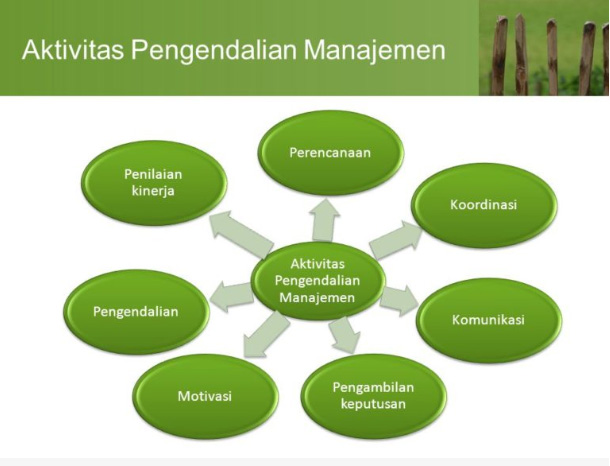 Aktivitas Pengendalian Manajemen
Perencanaan
Penilaian
kinerja
Koordinasi
Aktivitas
Pengendalian
Manajemen
Pengendalian
Komunikasi
Motivasi
Pengambilan
keputusan